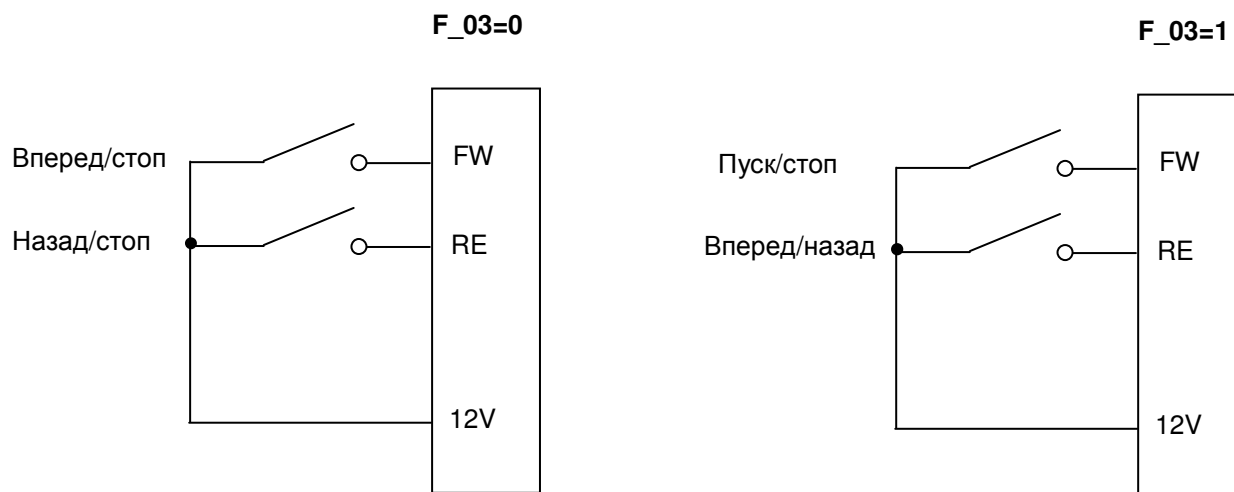 F_03=0
Вперед/стоп
FW
Назад/стоп
RE
12V
F_03=1
Пуск/стоп
FW
Вперед/назад
RE
12V